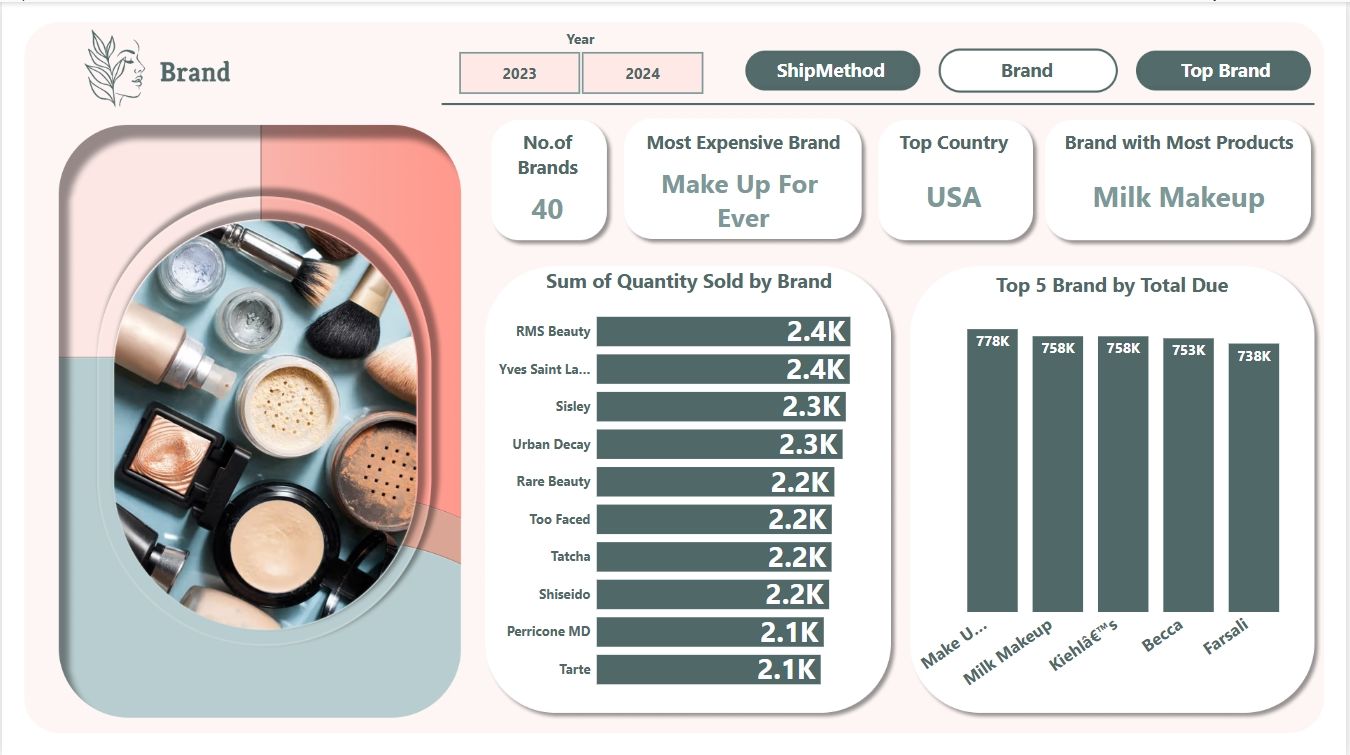 Brand
Year
2023
2024
ShipMethod
Brand
Top Brand
No.of
Brands
40
Most Expensive Brand
Make Up For
Ever
Top Country
USA
Brand with Most Products
Milk Makeup
Sum of Quantity Sold by Brand
RMS Beauty 2.4K
Yves Saint La... 2.4K
Sisley 2.3K
Urban Decay 2.3K
Rare Beauty 2.2K
Too Faced 2.2K
Tatcha 2.2K
Shiseido 2.2K
Perricone MD 2.1K
Tarte 2.1K
Top 5 Brand by Total Due
778K
758K
758K
753K
738K
Make U...
Milk Makeup
Kiehlâ€™s
Becca
Farsali